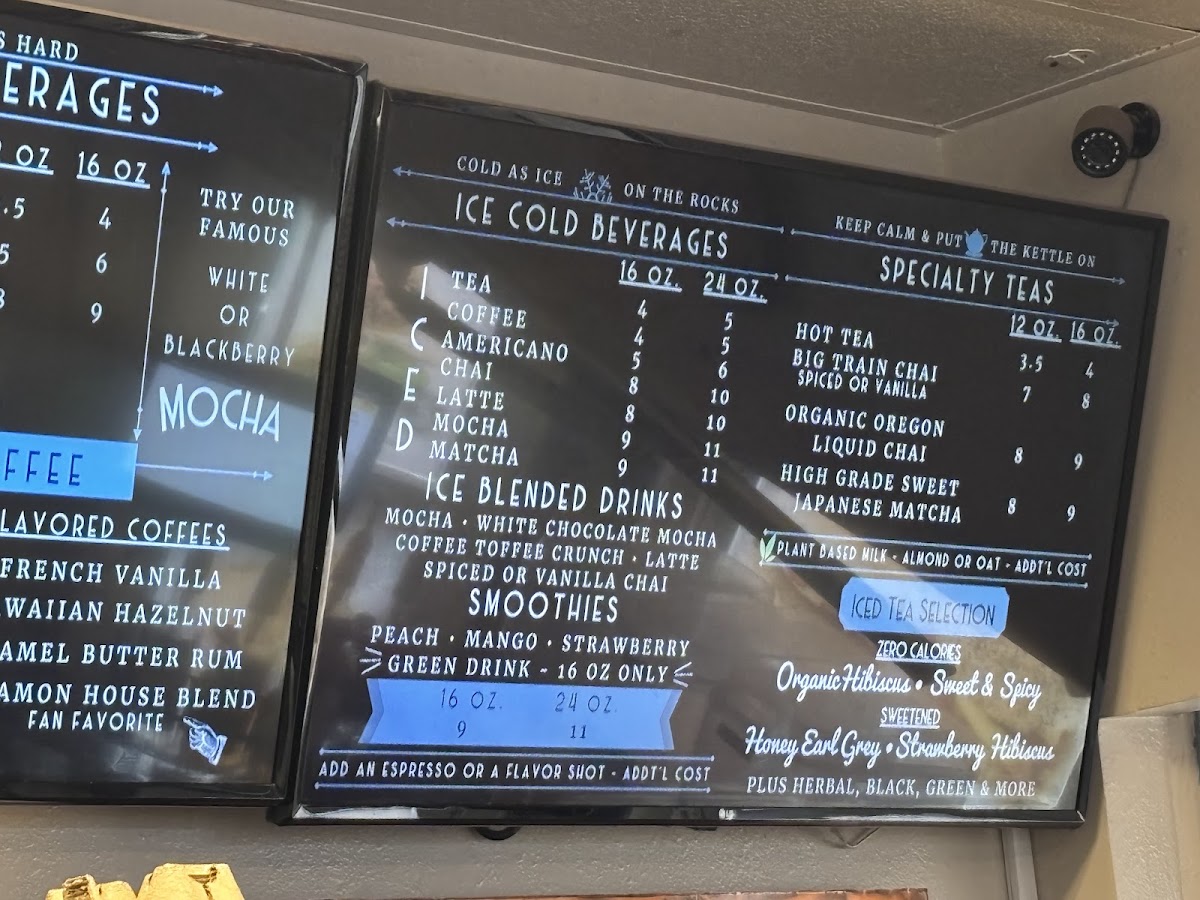 HARD
ERAGES
OZ 16 OZ
.5 4
5 6
9
TRY OUR
FAMOUS
WHITE
OR
BLACKBERRY
MOCHA
FFEE
LAVORED COFFEES
FRENCH VANILLA
WAIIAN HAZELNUT
AMEL BUTTER RUM
AMON HOUSE BLEND
FAN FAVORITE
COLD AS ICE ON THE ROCKS
ICE COLD BEVERAGES
16 OZ. 24 OZ.
ICED
TEA 4 5
COFFEE 4 5
AMERICANO 5 6
CHAI 8 10
LATTE 8 10
MOCHA 9 11
MATCHA 9 11
ICE BLENDED DRINKS
MOCHA • WHITE CHOCOLATE MOCHA
COFFEE TOFFEE CRUNCH • LATTE
SPICED OR VANILLA CHAI
SMOOTHIES
PEACH • MANGO • STRAWBERRY
GREEN DRINK ~ 16 OZ ONLY
16 OZ. 24 OZ.
9 11
ADD AN ESPRESSO OR A FLAVOR SHOT - ADDT'L COST
KEEP CALM & PUT THE KETTLE ON
SPECIALTY TEAS
12 OZ. 16 OZ.
HOT TEA 3.5 4
BIG TRAIN CHAI
SPICED OR VANILLA 7 8
ORGANIC OREGON
LIQUID CHAI 8 9
HIGH GRADE SWEET
JAPANESE MATCHA 8 9
PLANT BASED MILK - ALMOND OR OAT - ADDT'L COST
ICED TEA SELECTION
ZERO CALORIES
Organic Hibiscus • Sweet & Spicy
SWEETENED
Honey Earl Grey • Strawberry Hibiscus
PLUS HERBAL, BLACK, GREEN & MORE